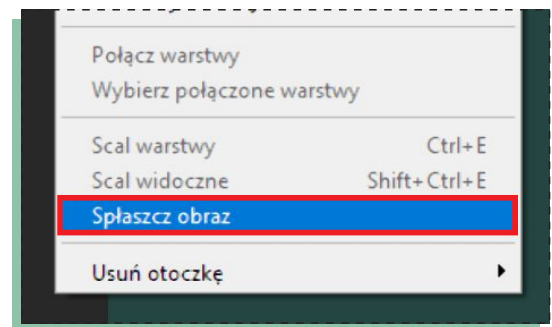 Połącz warstwy
Wybierz połączone warstwy
Scal warstwy Ctrl+E
Scal widoczne Shift+Ctrl+E
Spłaszcz obraz
Usuń otoczkę